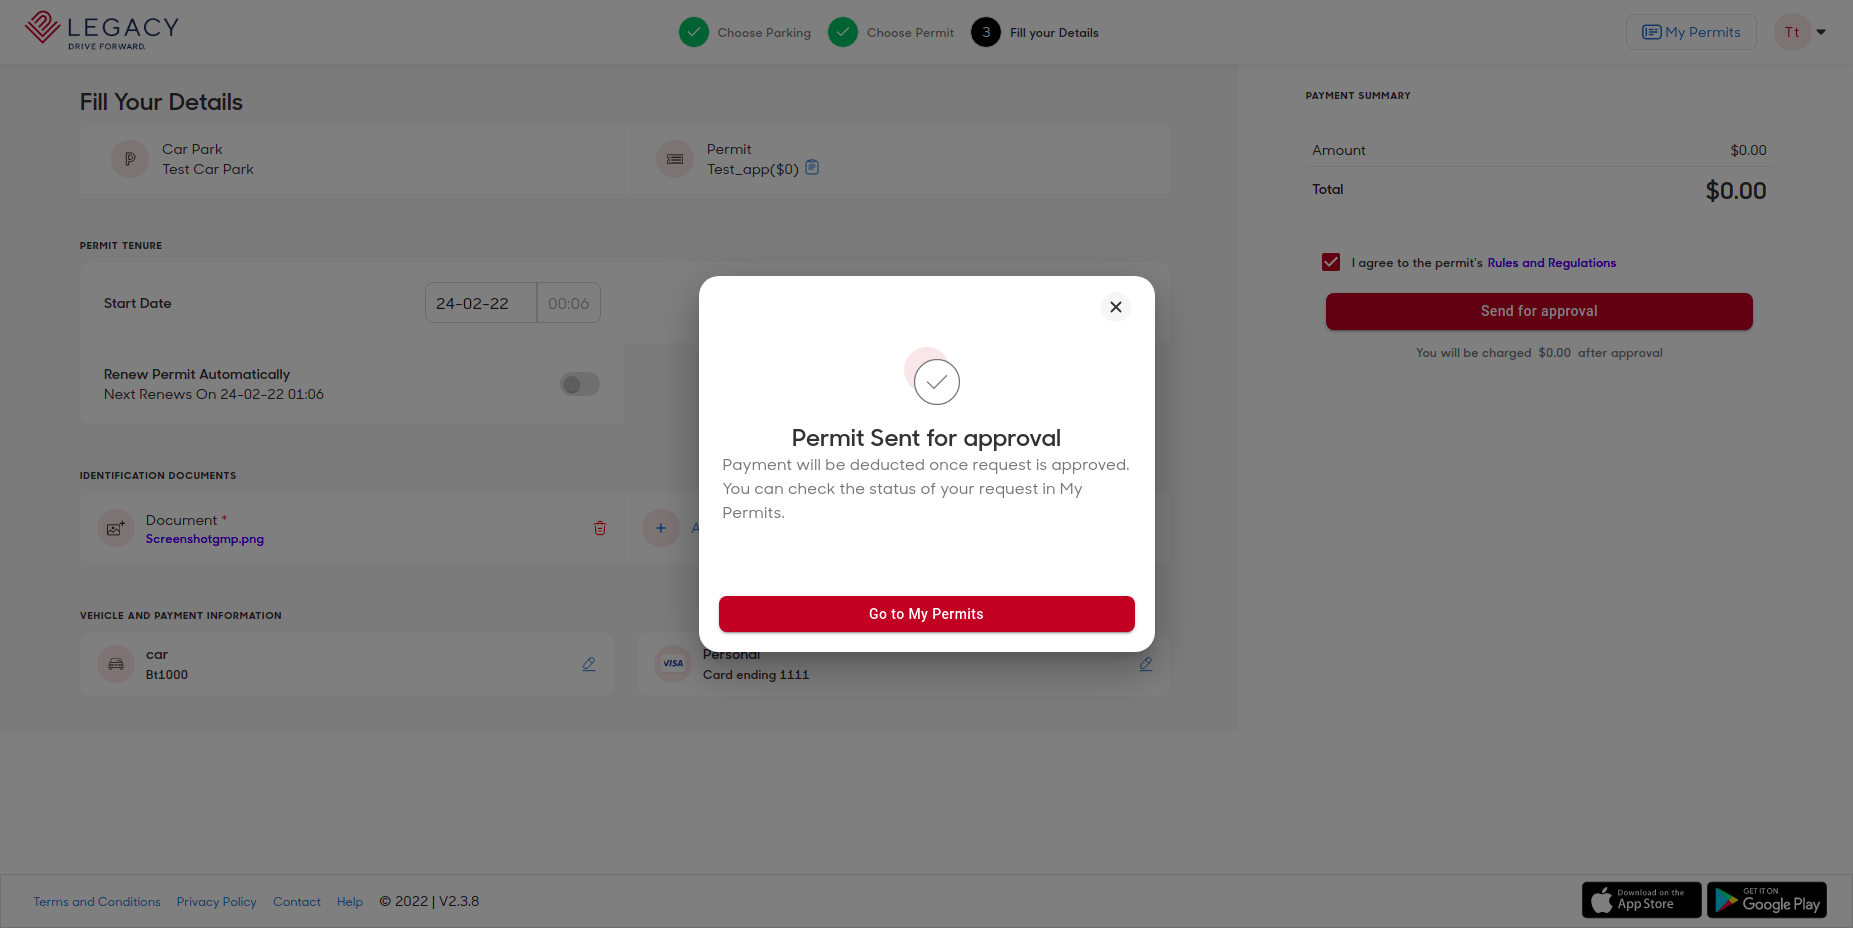 LEGACY
DRIVE FORWARD.
Choose Parking
Choose Permit
3
Fill your Details
My Permits
Tt
Fill Your Details
Car Park
Test Car Park
Permit
Test_app($0)
PERMIT TENURE
Start Date
24-02-22
00:06
Renew Permit Automatically
Next Renews On 24-02-22 01:06
IDENTIFICATION DOCUMENTS
Document *
Screenshotgmp.png
VEHICLE AND PAYMENT INFORMATION
car
Bt1000
VISA
Personal
Card ending 1111
PAYMENT SUMMARY
Amount
$0.00
Total
$0.00
I agree to the permit's Rules and Regulations
Send for approval
You will be charged $0.00 after approval
Permit Sent for approval
Payment will be deducted once request is approved.
You can check the status of your request in My
Permits.
Go to My Permits
Terms and Conditions
Privacy Policy
Contact
Help
© 2022 | V2.3.8
Download on the
App Store
GET IT ON
Google Play